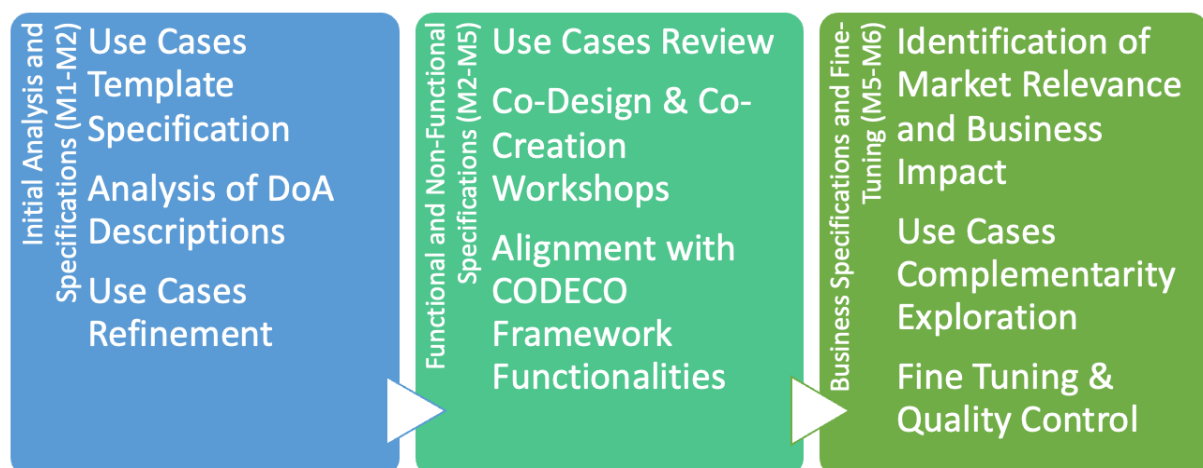 Initial Analysis and
Specifications (M1-M2)
Use Cases
Template
Specification
Analysis of DoA
Descriptions
Use Cases
Refinement
Functional and Non-Functional
Specifications (M2-M5)
Use Cases Review
Co-Design & Co-
Creation
Workshops
Alignment with
CODECO
Framework
Functionalities
Business Specifications and Fine-
Tuning (M5-M6)
Identification of
Market Relevance
and Business
Impact
Use Cases
Complementarity
Exploration
Fine Tuning &
Quality Control